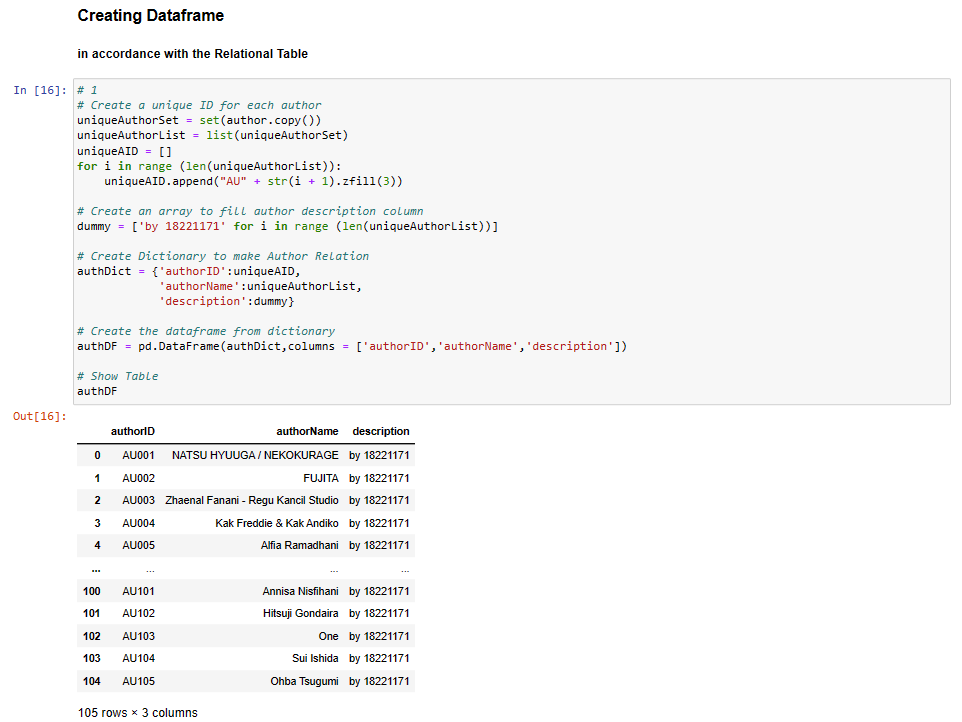 Creating Dataframe
in accordance with the Relational Table
In [16]:
# 1
# Create a unique ID for each author
uniqueAuthorSet = set(author.copy())
uniqueAuthorList = list(uniqueAuthorSet)
uniqueAID = []
for i in range (len(uniqueAuthorList)):
    uniqueAID.append("AU" + str(i + 1).zfill(3))

# Create an array to fill author description column
dummy = ['by 18221171' for i in range (len(uniqueAuthorList))]

# Create Dictionary to make Author Relation
authDict = {'authorID':uniqueAID,
            'authorName':uniqueAuthorList,
            'description':dummy}

# Create the dataframe from dictionary
authDF = pd.DataFrame(authDict,columns = ['authorID','authorName','description'])

# Show Table
authDF
Out[16]:
authorID authorName description
0 AU001 NATSU HYUUGA / NEKOKURAGE by 18221171
1 AU002 FUJITA by 18221171
2 AU003 Zhaenal Fanani - Regu Kancil Studio by 18221171
3 AU004 Kak Freddie & Kak Andiko by 18221171
4 AU005 Alfia Ramadhani by 18221171
... ... ... ...
100 AU101 Annisa Nisfihani by 18221171
101 AU102 Hitsuji Gondaira by 18221171
102 AU103 One by 18221171
103 AU104 Sui Ishida by 18221171
104 AU105 Ohba Tsugumi by 18221171
105 rows × 3 columns